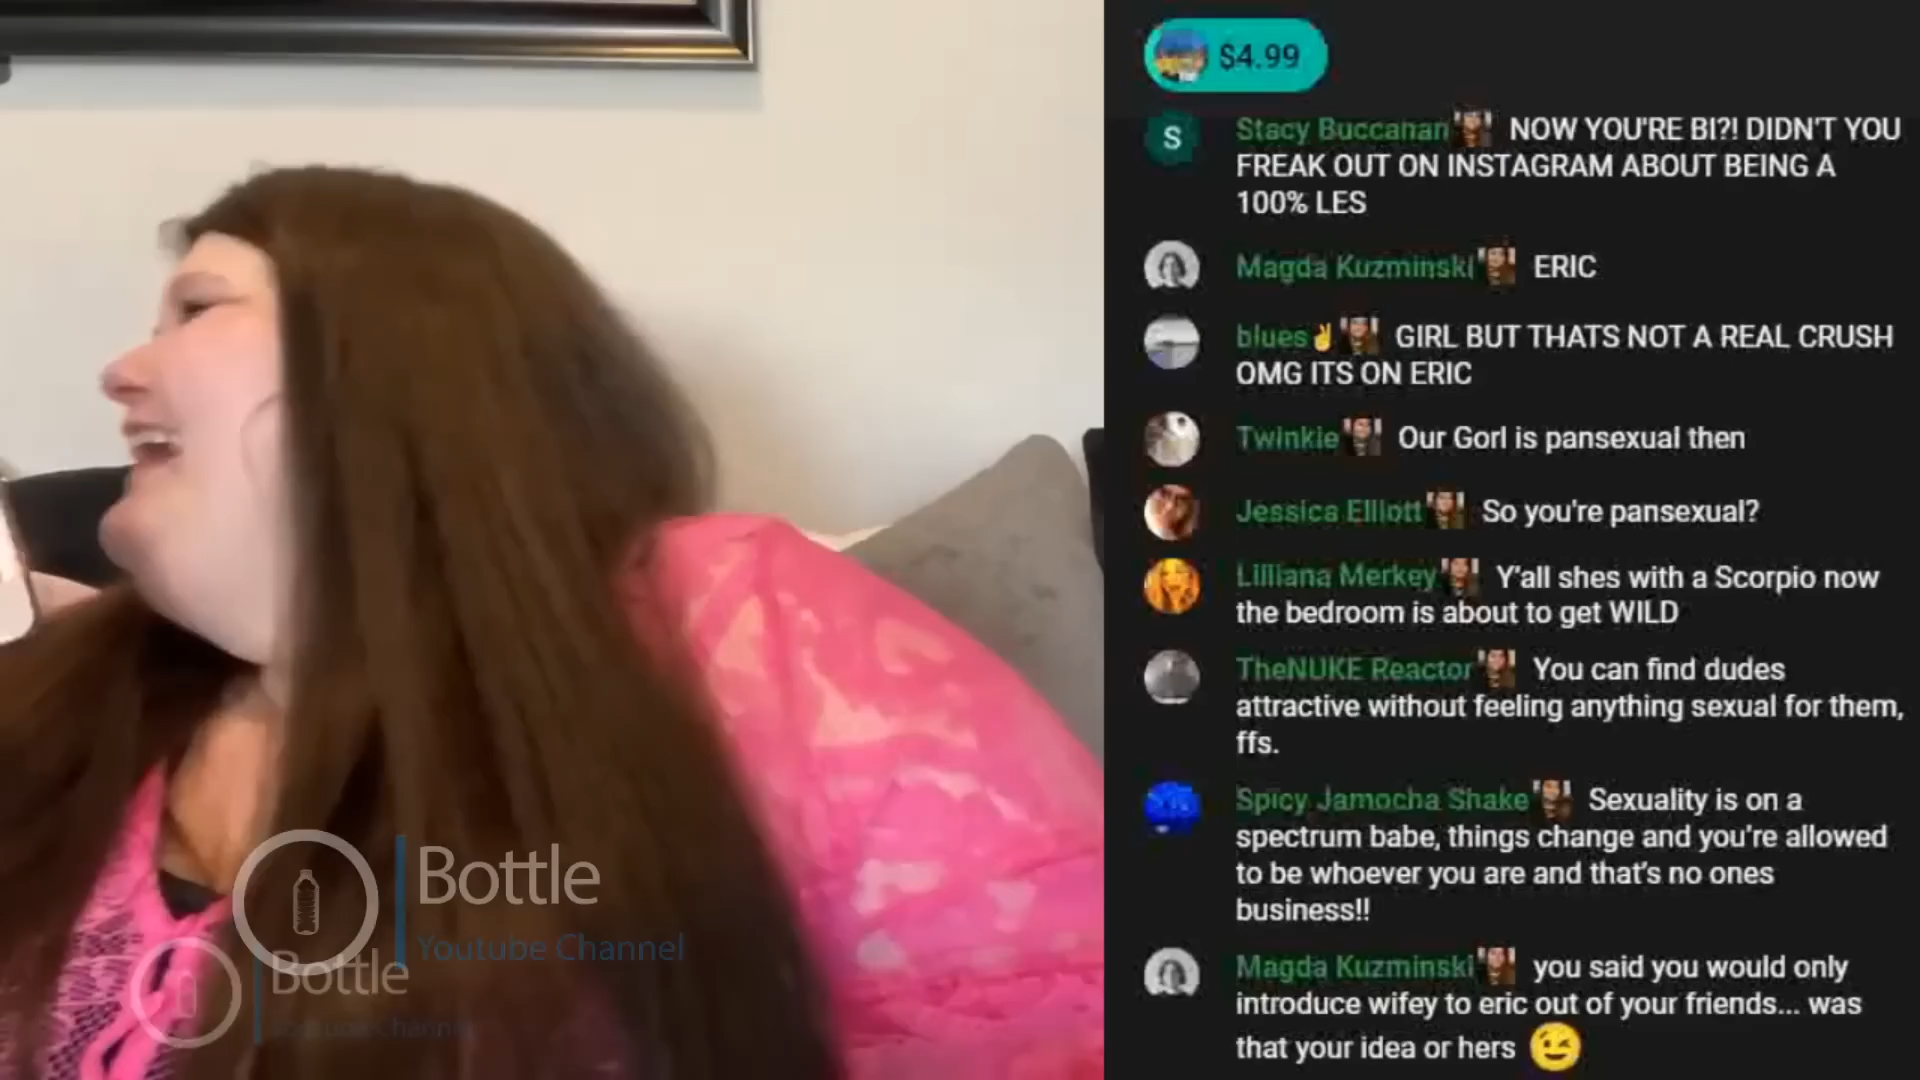 $4.99
S
Stacy Buccanan NOW YOU'RE BI?! DIDN'T YOU
FREAK OUT ON INSTAGRAM ABOUT BEING A
100% LES
Magda Kuzminski ERIC
blues✌ GIRL BUT THATS NOT A REAL CRUSH
OMG ITS ON ERIC
Twinkie Our Gorl is pansexual then
Jessica Elliott So you're pansexual?
Lilliana Merkey Y'all shes with a Scorpio now
the bedroom is about to get WILD
TheNUKE Reactor You can find dudes
attractive without feeling anything sexual for them,
ffs.
Spicy Jamocha Shake Sexuality is on a
spectrum babe, things change and you're allowed
to be whoever you are and that's no ones
business!!
Magda Kuzminski you said you would only
introduce wifey to eric out of your friends... was
that your idea or hers 😉
Bottle
Youtube Channel
Bottle
Youtube Channel